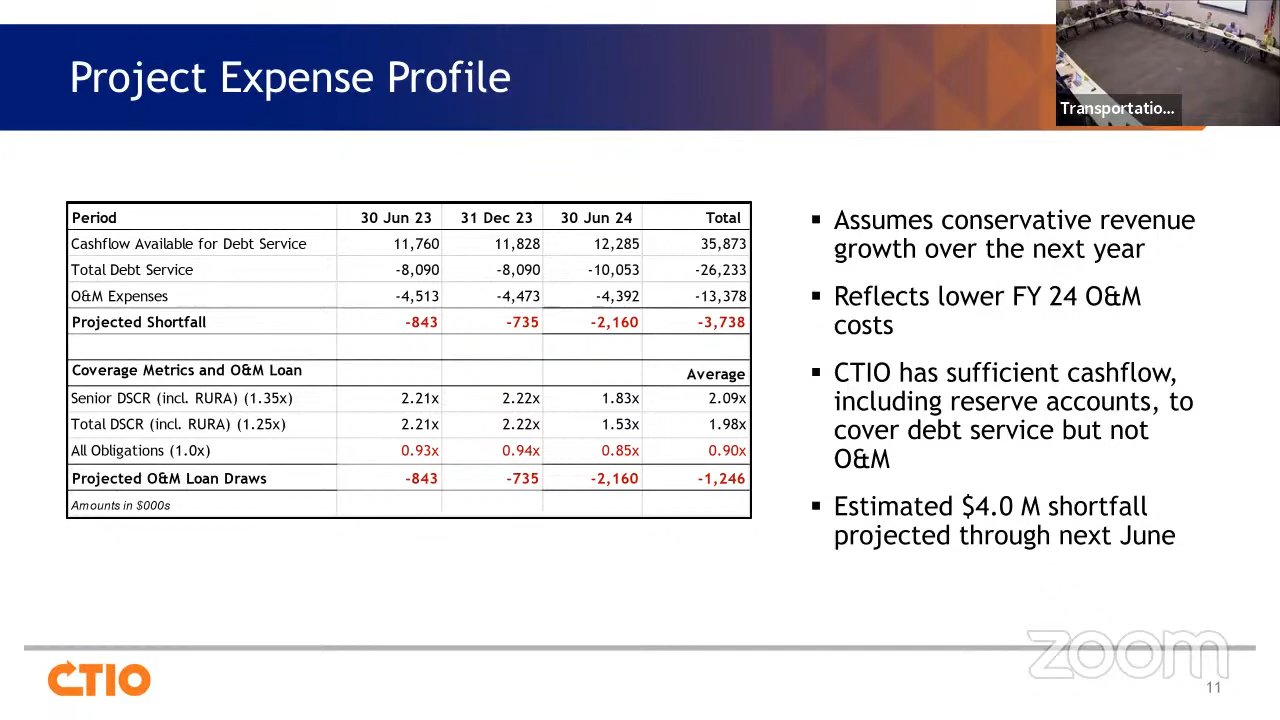 Project Expense Profile
Transportatio...
Period 30 Jun 23 31 Dec 23 30 Jun 24 Total
Cashflow Available for Debt Service 11,760 11,828 12,285 35,873
Total Debt Service -8,090 -8,090 -10,053 -26,233
O&M Expenses -4,513 -4,473 -4,392 -13,378
Projected Shortfall -843 -735 -2,160 -3,738
Coverage Metrics and O&M Loan Average
Senior DSCR (incl. RURA) (1.35x) 2.21x 2.22x 1.83x 2.09x
Total DSCR (incl. RURA) (1.25x) 2.21x 2.22x 1.53x 1.98x
All Obligations (1.0x) 0.93x 0.94x 0.85x 0.90x
Projected O&M Loan Draws -843 -735 -2,160 -1,246
Amounts in $000s
▪ Assumes conservative revenue
growth over the next year
▪ Reflects lower FY 24 O&M
costs
▪ CTIO has sufficient cashflow,
including reserve accounts, to
cover debt service but not
O&M
▪ Estimated $4.0 M shortfall
projected through next June
zoom
CTIO
11